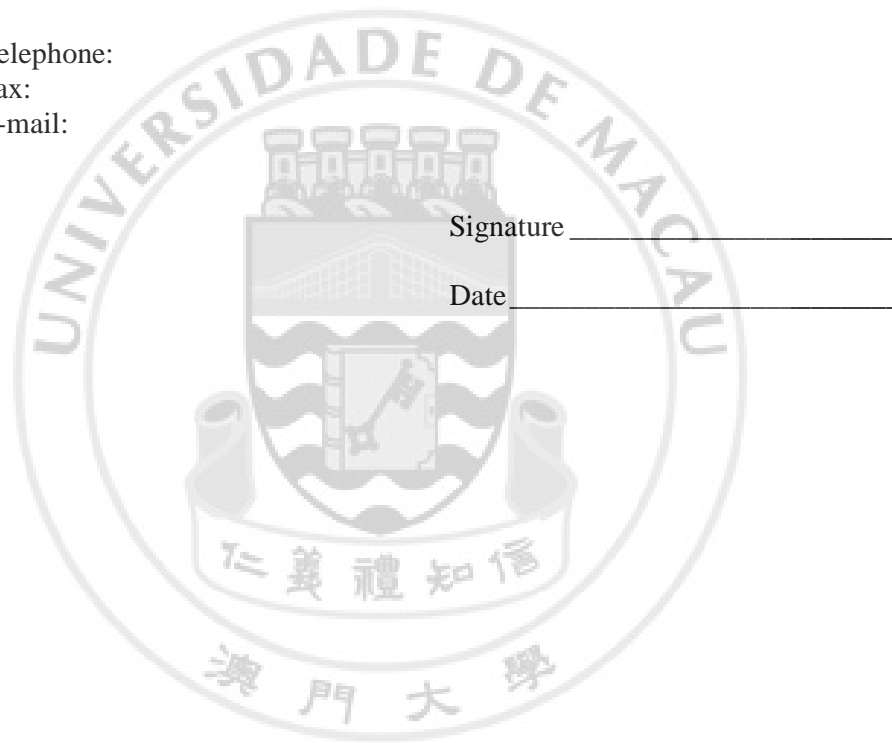 elephone:
ax:
-mail:
UNIVERSIDADE DE MACAU
Signature
Date
仁義禮知信
澳門大學